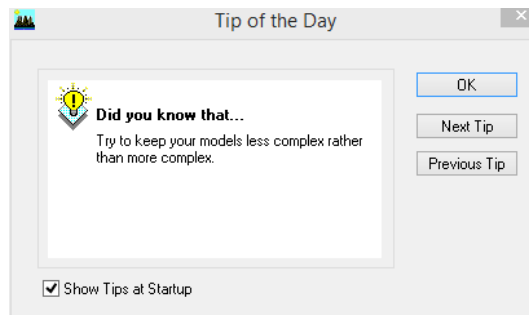 Tip of the Day
Did you know that...
Try to keep your models less complex rather
than more complex.
OK
Next Tip
Previous Tip
Show Tips at Startup